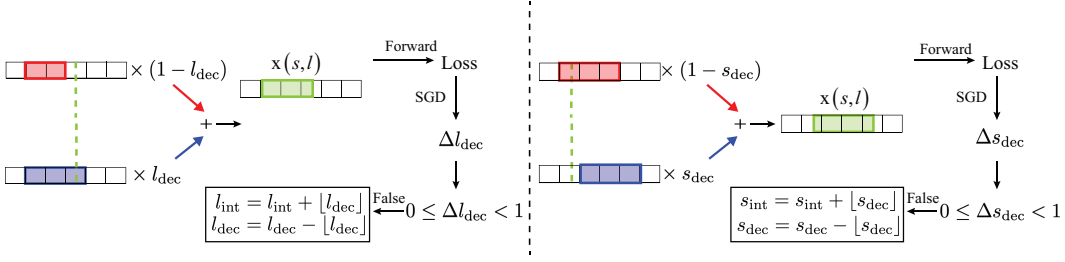 × (1 − l_dec)
x(s, l)
Forward
Loss
SGD
+
Δl_dec
× l_dec
0 ≤ Δl_dec < 1
False
l_int = l_int + ⌊l_dec⌋
l_dec = l_dec − ⌊l_dec⌋
× (1 − s_dec)
x(s, l)
Forward
Loss
SGD
+
Δs_dec
× s_dec
0 ≤ Δs_dec < 1
False
s_int = s_int + ⌊s_dec⌋
s_dec = s_dec − ⌊s_dec⌋